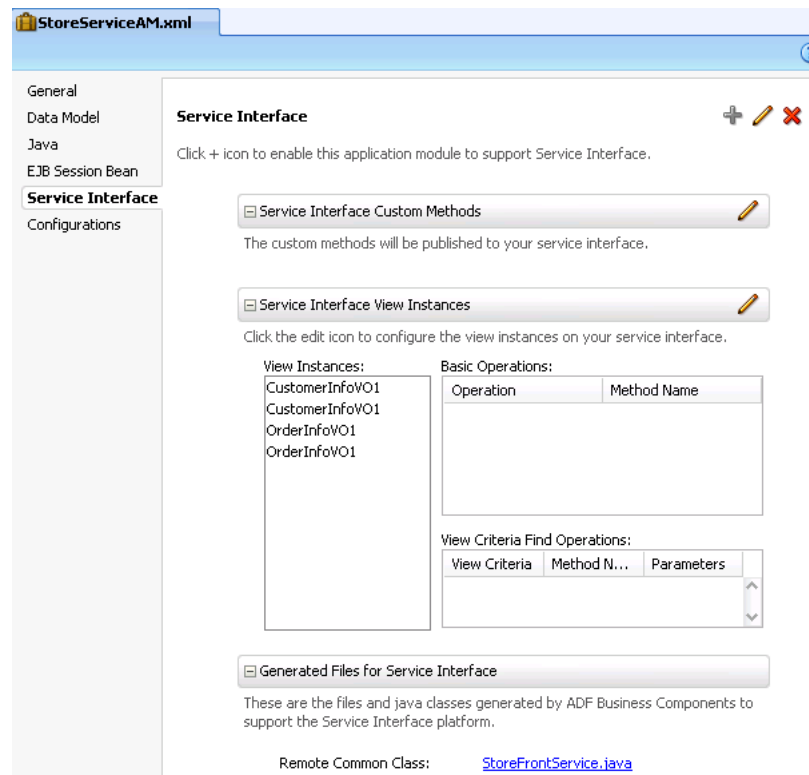 StoreServiceAM.xml
General
Data Model
Java
EJB Session Bean
Service Interface
Configurations
Service Interface
Click + icon to enable this application module to support Service Interface.
Service Interface Custom Methods
The custom methods will be published to your service interface.
Service Interface View Instances
Click the edit icon to configure the view instances on your service interface.
View Instances:
CustomerInfoVO1
CustomerInfoVO1
OrderInfoVO1
OrderInfoVO1
Basic Operations:
Operation Method Name
View Criteria Find Operations:
View Criteria Method N... Parameters
Generated Files for Service Interface
These are the files and java classes generated by ADF Business Components to
support the Service Interface platform.
Remote Common Class: StoreFrontService.java